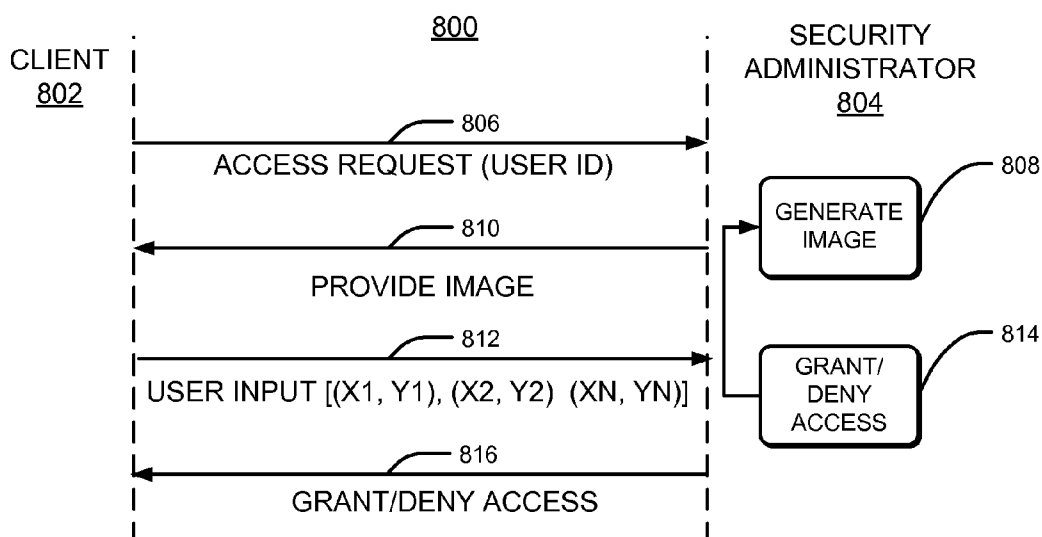 800
CLIENT
802
SECURITY
ADMINISTRATOR
804
806
ACCESS REQUEST (USER ID)
808
GENERATE
IMAGE
810
PROVIDE IMAGE
812
USER INPUT [(X1, Y1), (X2, Y2) (XN, YN)]
814
GRANT/
DENY
ACCESS
816
GRANT/DENY ACCESS